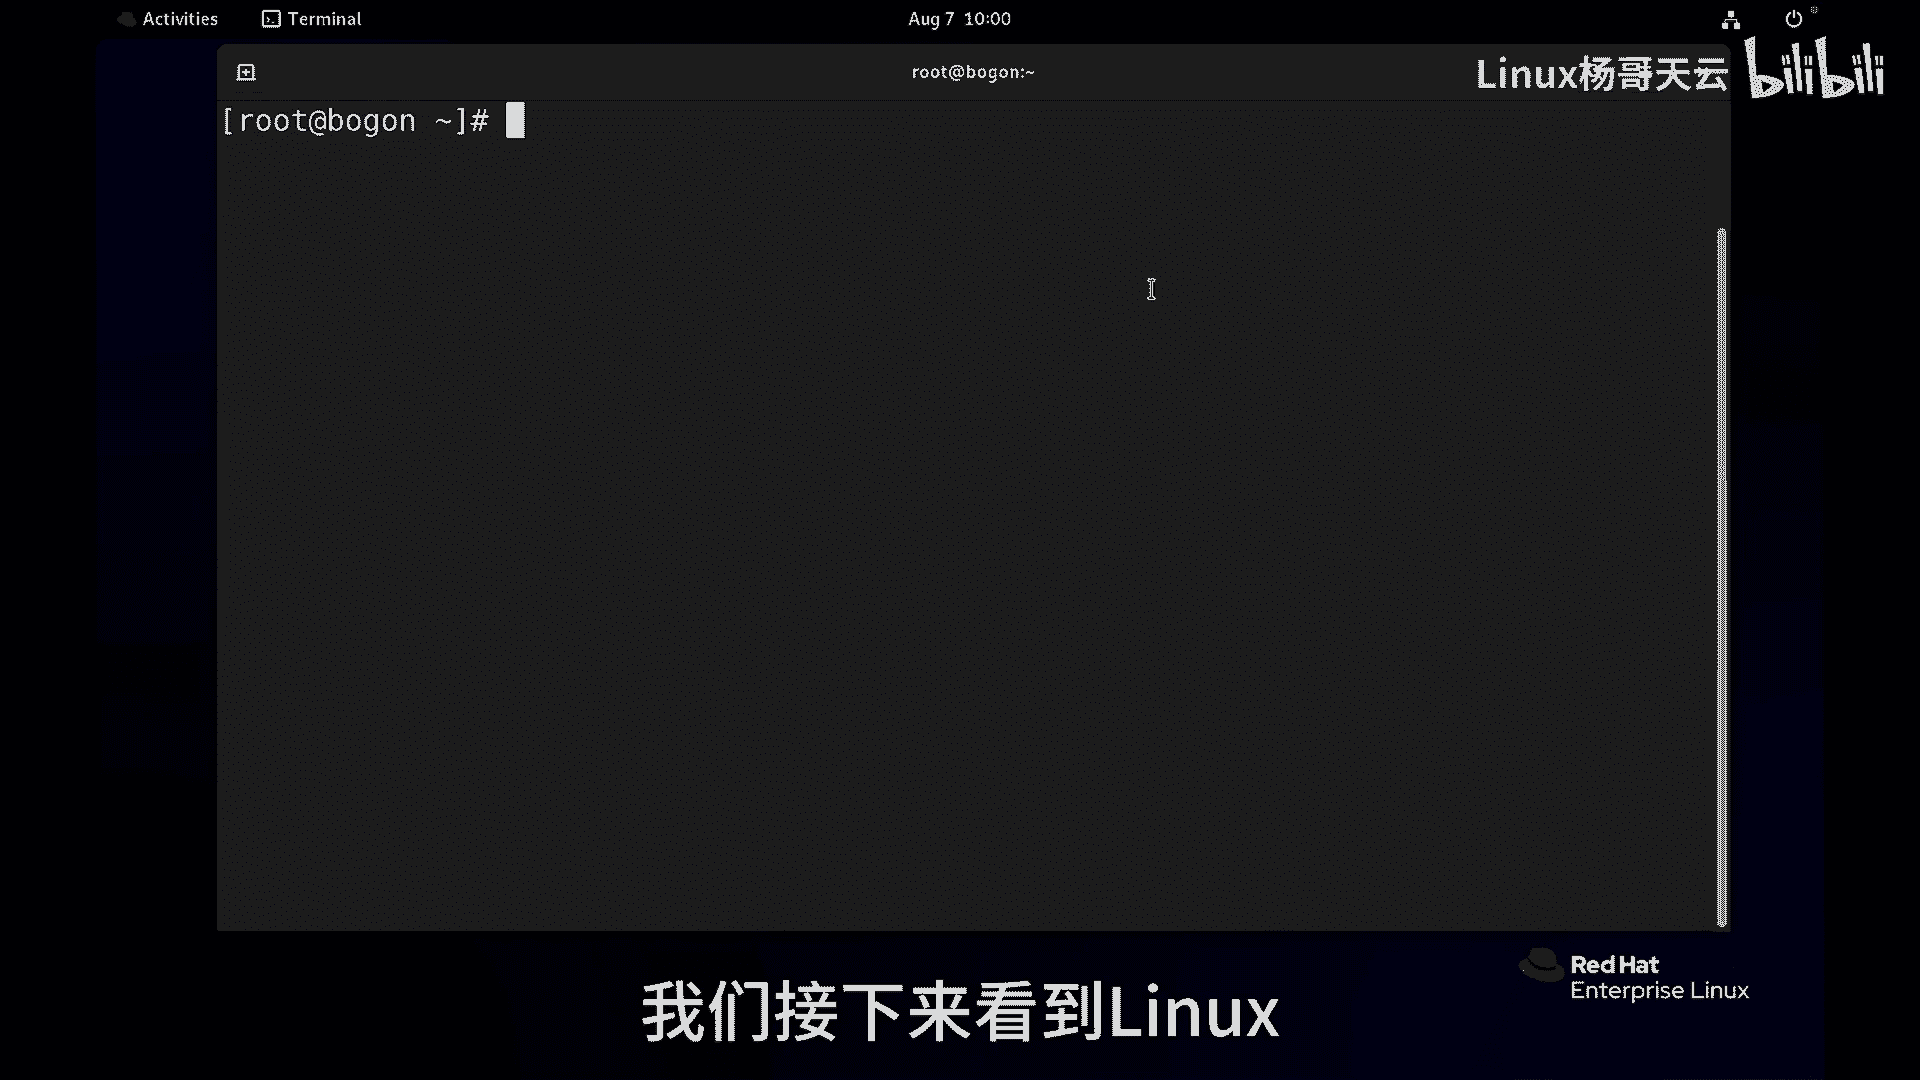 Activities
Terminal
Aug 7 10:00
root@bogon:~
Linux杨哥天云
bilibili
[root@bogon ~]#
Red Hat
Enterprise Linux
我们接下来看到Linux